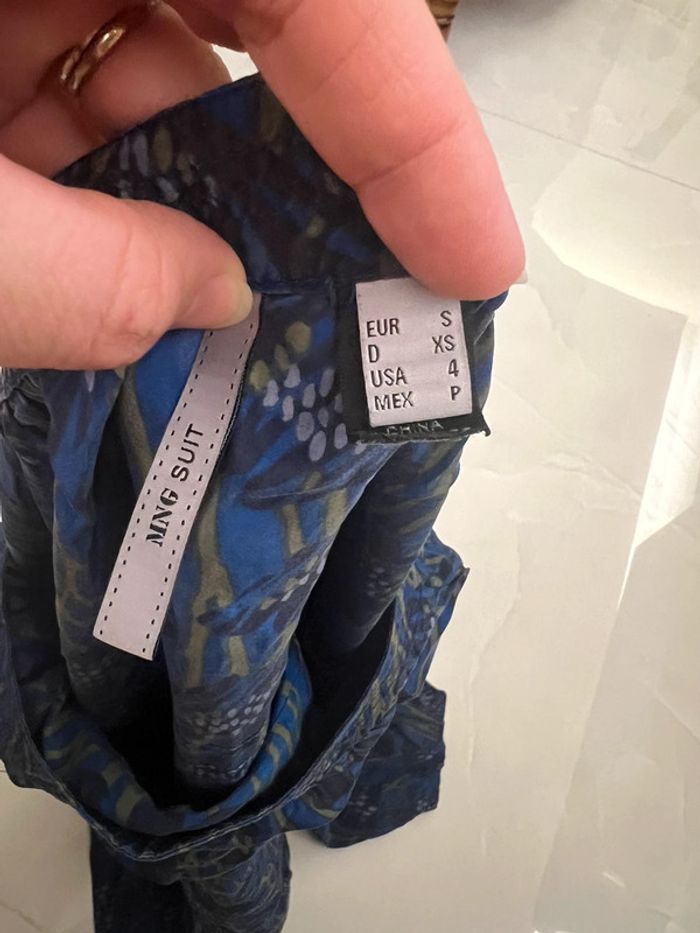 MNG SUIT
EUR S
D XS
USA 4
MEX P
CHINA